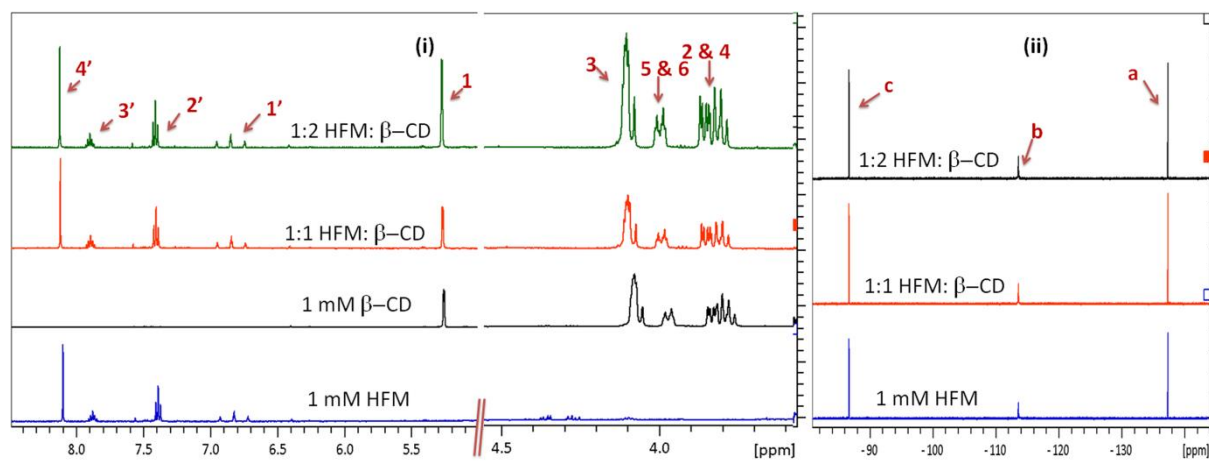 (i)
(ii)
4'
3'
2'
1'
1
3
5 & 6
2 & 4
c
b
a
1:2 HFM: β–CD
1:2 HFM: β–CD
1:1 HFM: β–CD
1:1 HFM: β–CD
1 mM β–CD
1 mM HFM
1 mM HFM
8.0 7.5 7.0 6.5 6.0 5.5 4.5 4.0 [ppm]
-90 -100 -110 -120 -130 [ppm]